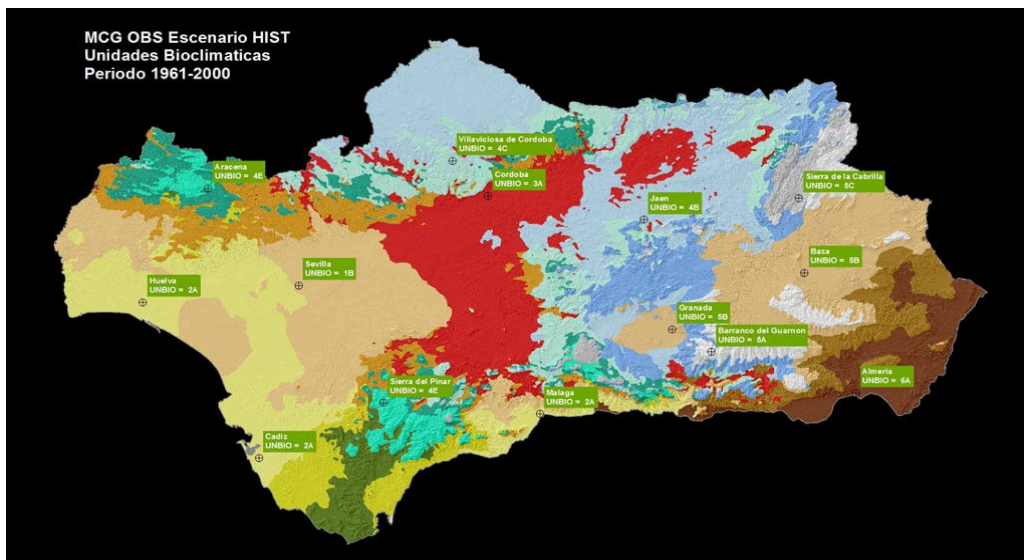 MCG OBS Escenario HIST
Unidades Bioclimaticas
Periodo 1961-2000
Villaviciosa de Cordoba
UNBIO = 4C
Aracena
UNBIO = 4E
Cordoba
UNBIO = 3A
Sierra de la Cabrilla
UNBIO = 5C
Jaen
UNBIO = 4B
Sevilla
UNBIO = 1B
Baza
UNBIO = 5B
Huelva
UNBIO = 2A
Granada
UNBIO = 5B
Barranco del Guarnon
UNBIO = 5A
Sierra del Pinar
UNBIO = 4E
Almeria
UNBIO = 6A
Malaga
UNBIO = 2A
Cadiz
UNBIO = 2A